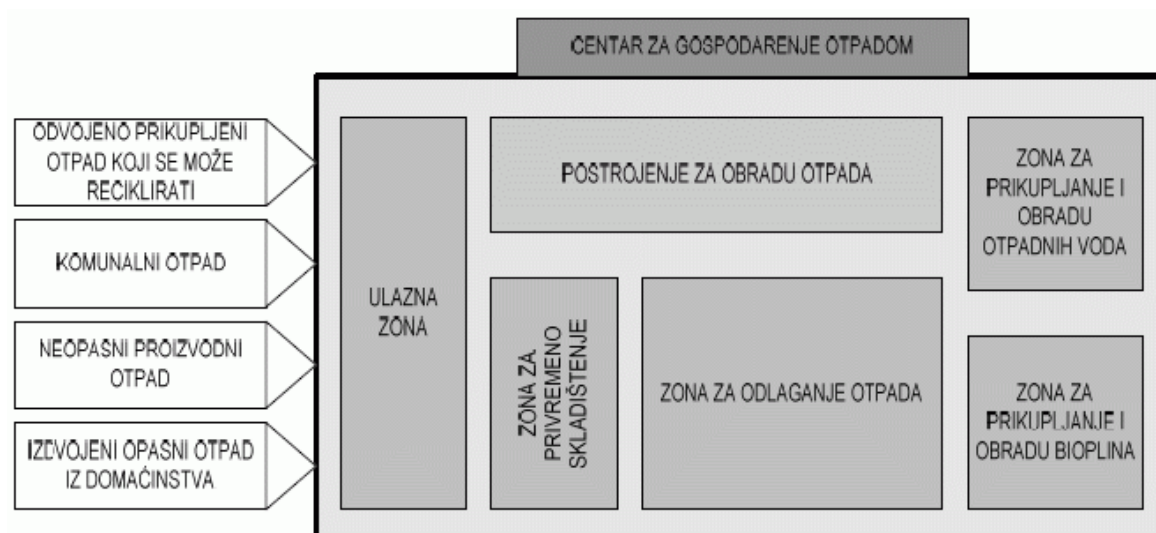 CENTAR ZA GOSPODARENJE OTPADOM
ODVOJENO PRIKUPLJENI
OTPAD KOJI SE MOŽE
RECIKLIRATI
KOMUNALNI OTPAD
NEOPASNI PROIZVODNI
OTPAD
IZDVOJENI OPASNI OTPAD
IZ DOMAĆINSTVA
ULAZNA
ZONA
POSTROJENJE ZA OBRADU OTPADA
ZONA ZA
PRIVREMENO
SKLADIŠTENJE
ZONA ZA ODLAGANJE OTPADA
ZONA ZA
PRIKUPLJANJE I
OBRADU
OTPADNIH VODA
ZONA ZA
PRIKUPLJANJE I
OBRADU BIOPLINA